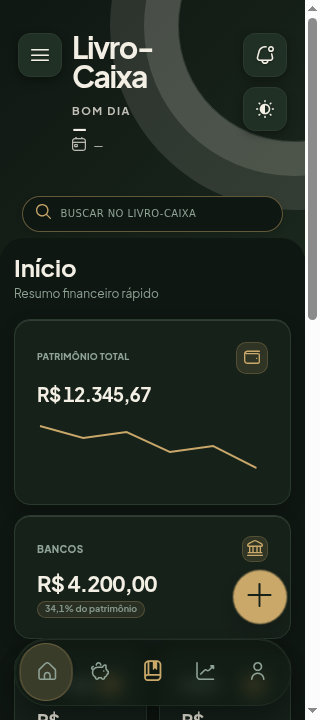 Livro-
Caixa
BOM DIA
—
—
BUSCAR NO LIVRO-CAIXA
Início
Resumo financeiro rápido
PATRIMÔNIO TOTAL
R$ 12.345,67
BANCOS
R$ 4.200,00
34,1% do patrimônio
R$
R$